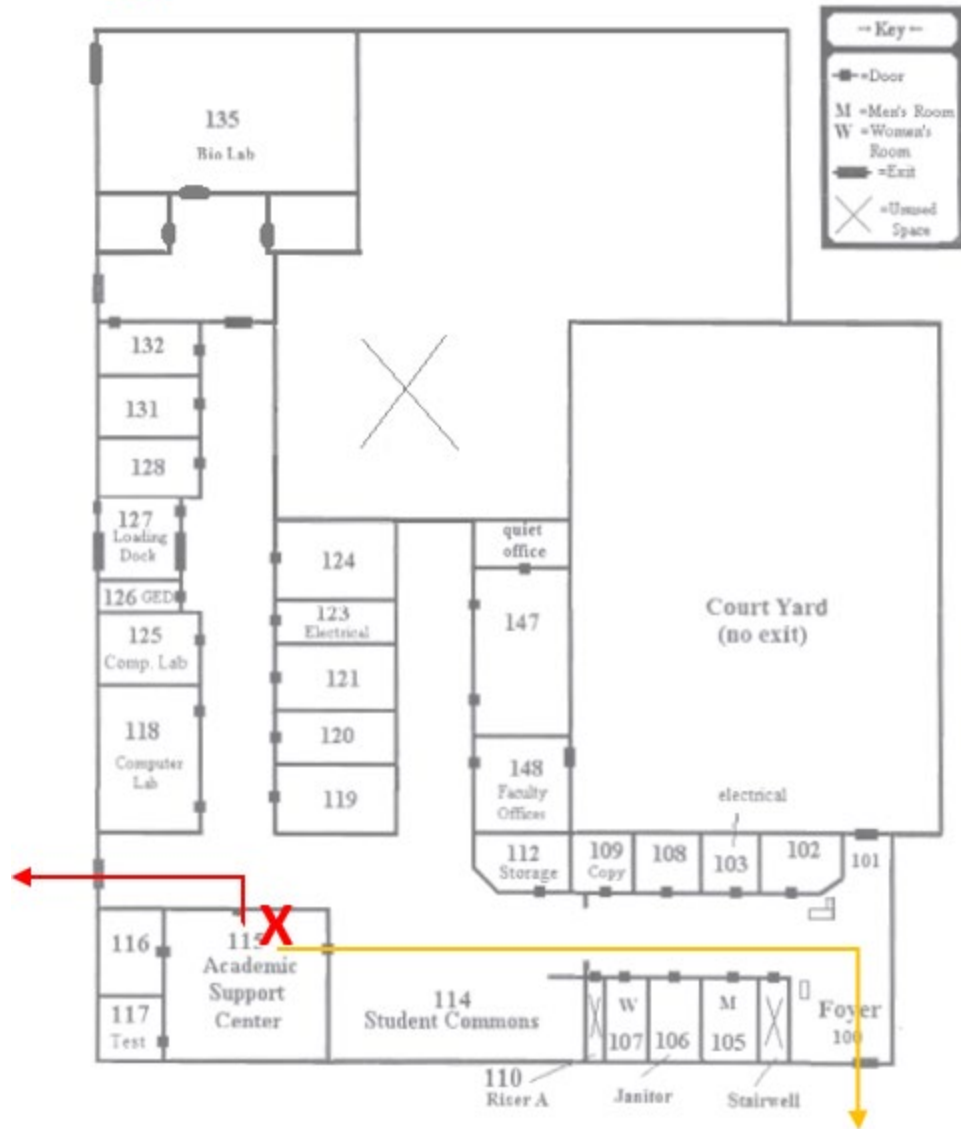 → Key ←
=Door
M =Men's Room
W =Women's
Room
=Exit
=Unused
Space
135
Bio Lab
132
131
128
127
Loading
Dock
126 GED
125
Comp. Lab
118
Computer
Lab
124
123
Electrical
121
120
119
quiet
office
147
148
Faculty
Offices
112
Storage
Court Yard
(no exit)
electrical
109
Copy
108
103
102
101
116
117
Test
X
115
Academic
Support
Center
114
Student Commons
W
107
106
M
105
Foyer
100
110
Riser A
Janitor
Stairwell